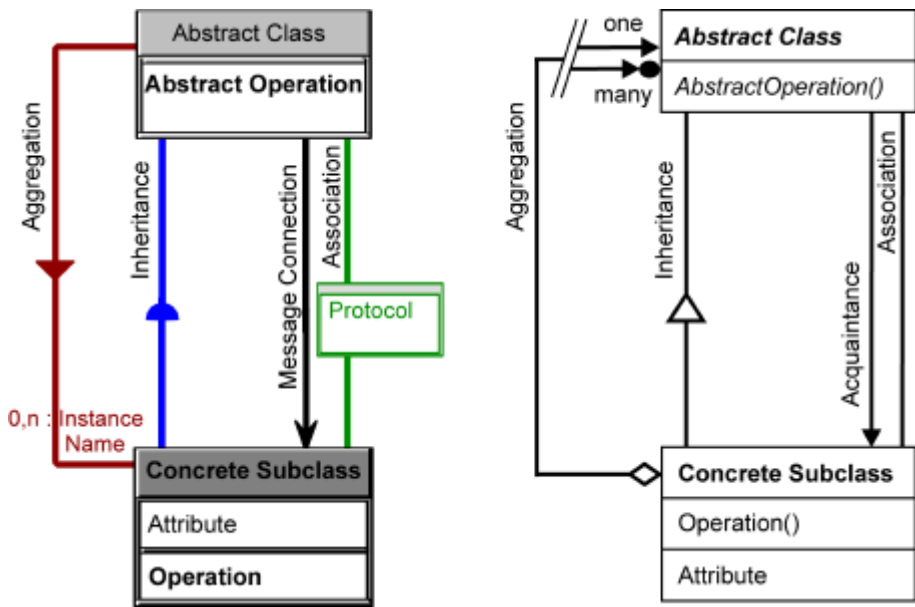 Abstract Class
Abstract Operation
Aggregation
Inheritance
Message Connection
Association
Protocol
0,n : Instance
Name
Concrete Subclass
Attribute
Operation
one
many
Abstract Class
AbstractOperation()
Aggregation
Inheritance
Acquaintance
Association
Concrete Subclass
Operation()
Attribute